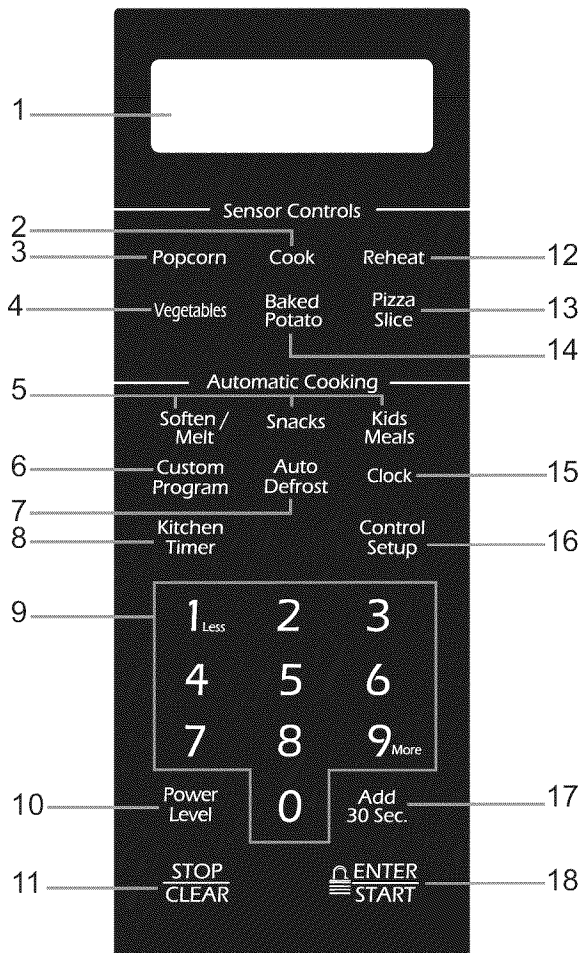 1
Sensor Controls
2
3 Popcorn Cook Reheat 12
4 Vegetables Baked Potato Pizza Slice 13
14
Automatic Cooking
5
Soften / Melt Snacks Kids Meals
6 Custom Program Auto Defrost Clock 15
7
8 Kitchen Timer Control Setup 16
9
1 Less 2 3
4 5 6
7 8 9 More
10 Power Level 0 Add 30 Sec. 17
11 STOP CLEAR ENTER START 18